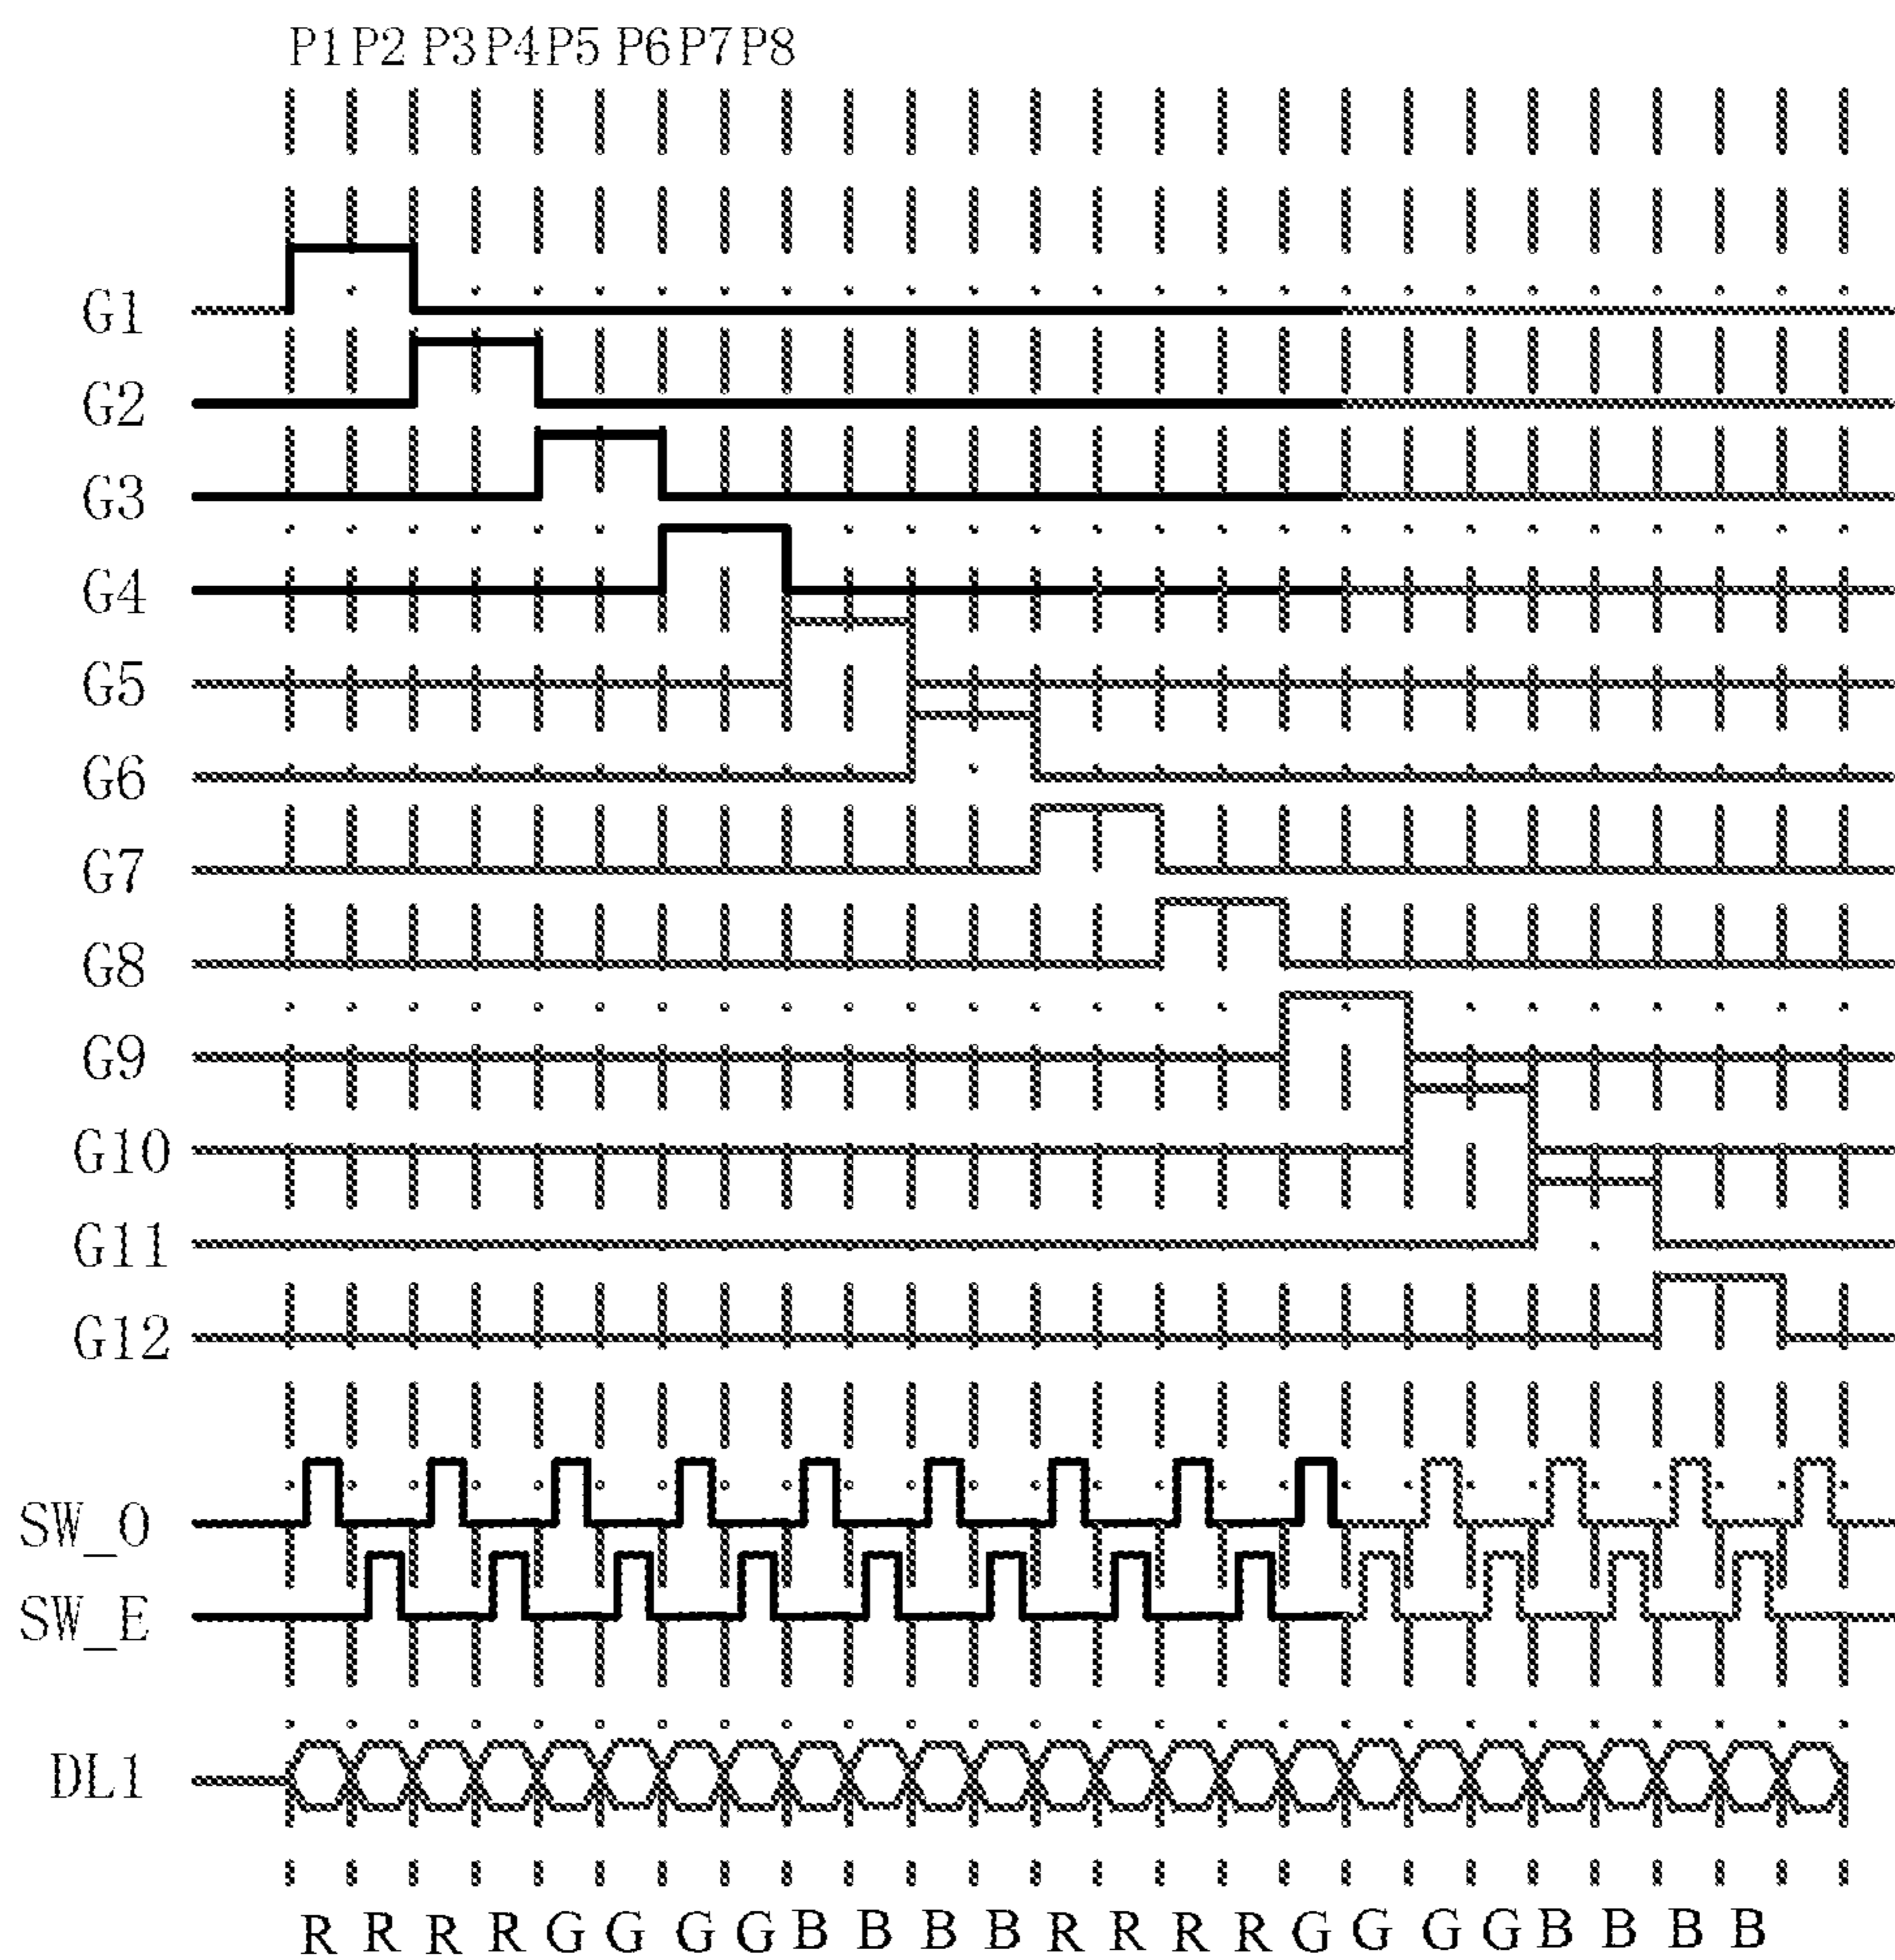 P1 P2 P3 P4 P5 P6 P7 P8
G1
G2
G3
G4
G5
G6
G7
G8
G9
G10
G11
G12
SW_O
SW_E
DL1
R R R R G G G G B B B B R R R R G G G G B B B B